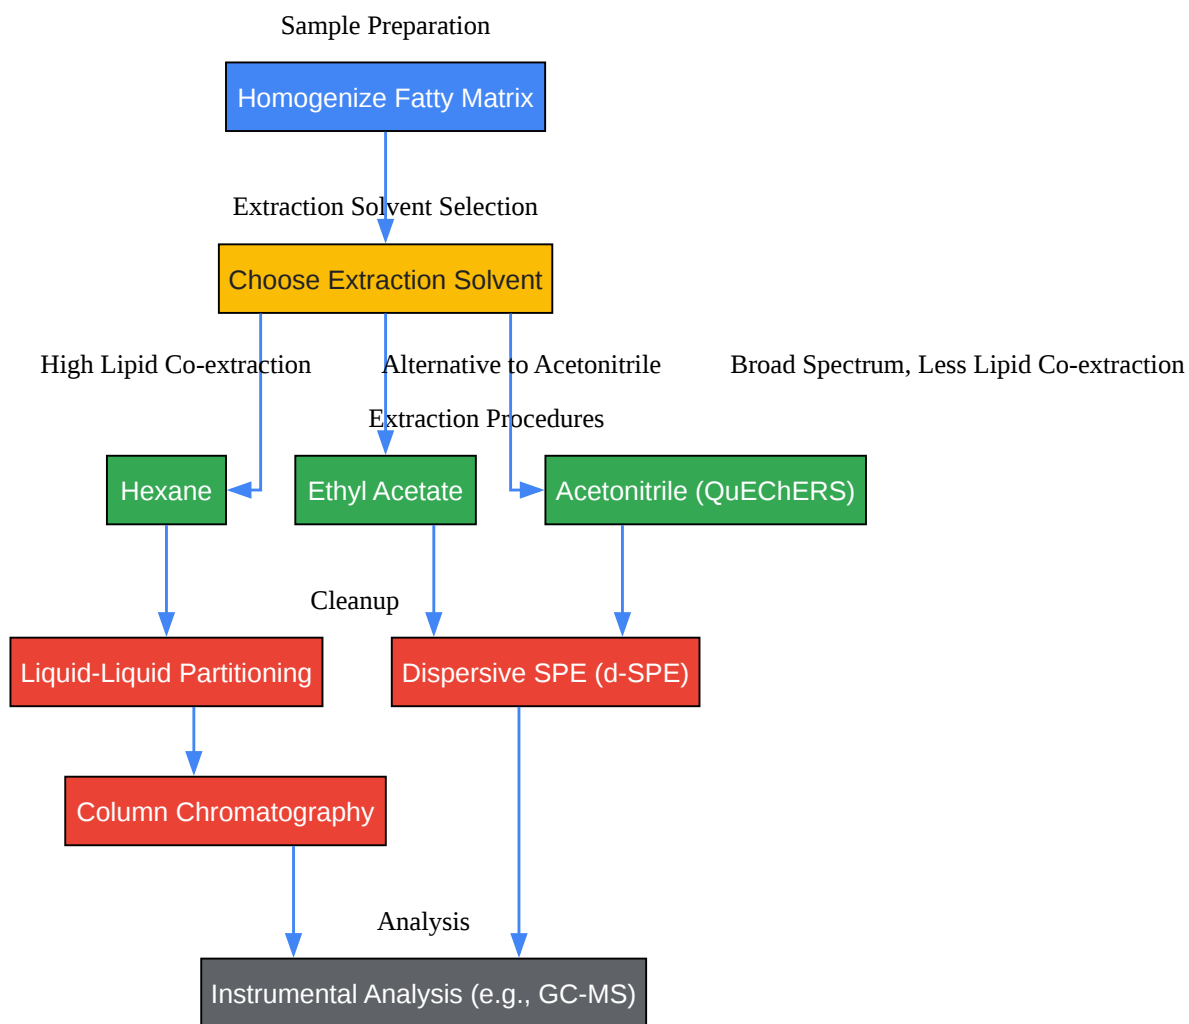 Sample Preparation
Homogenize Fatty Matrix
Extraction Solvent Selection
Choose Extraction Solvent
High Lipid Co-extraction
Alternative to Acetonitrile
Broad Spectrum, Less Lipid Co-extraction
Extraction Procedures
Hexane
Ethyl Acetate
Acetonitrile (QuEChERS)
Cleanup
Liquid-Liquid Partitioning
Dispersive SPE (d-SPE)
Column Chromatography
Analysis
Instrumental Analysis (e.g., GC-MS)